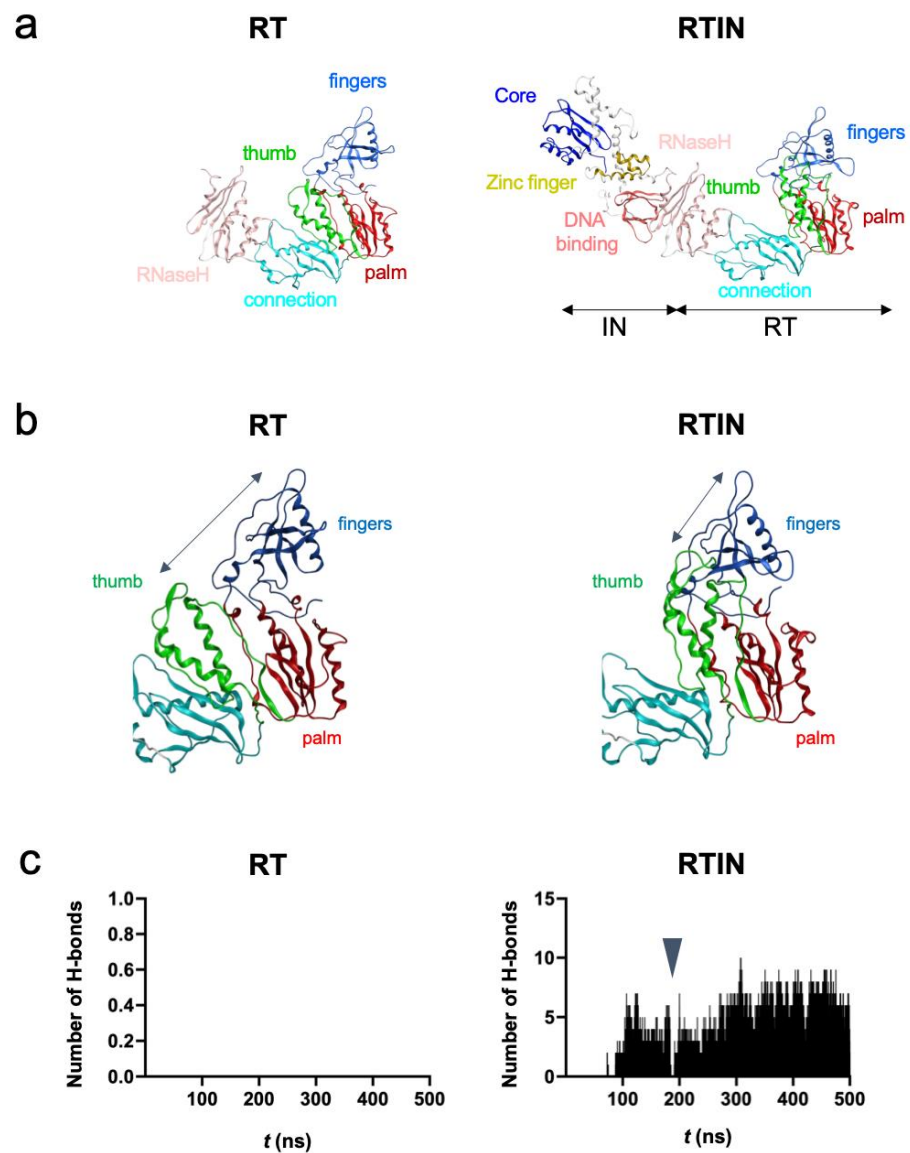 a
RT
RTIN
fingers
thumb
RNaseH
connection
palm
Core
Zinc finger
DNA
binding
RNaseH
thumb
fingers
palm
connection
IN
RT
b
RT
RTIN
fingers
thumb
palm
fingers
thumb
palm
c
RT
RTIN
Number of H-bonds
1.0
0.8
0.6
0.4
0.2
0.0
100 200 300 400 500
t (ns)
Number of H-bonds
15
10
5
0
100 200 300 400 500
t (ns)